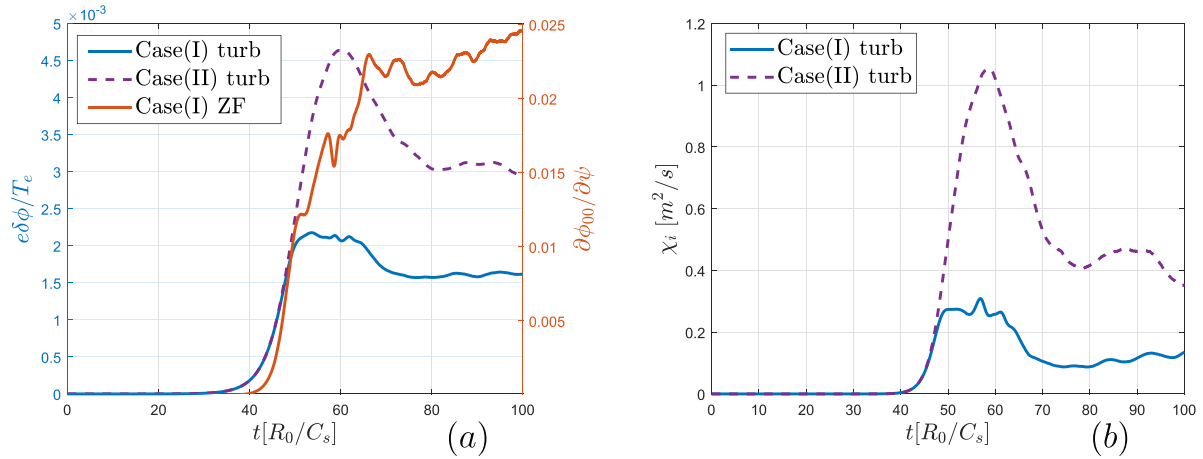 ×10⁻³
5
4.5
4
3.5
3
2.5
2
1.5
1
0.5
0
eδφ/Tₑ
Case(I) turb
Case(II) turb
Case(I) ZF
0.025
0.02
0.015
0.01
0.005
∂φ₀₀/∂ψ
0 20 40 60 80 100
t[R₀/Cₛ]
(a)
1.2
1
0.8
0.6
0.4
0.2
0
χᵢ [m²/s]
Case(I) turb
Case(II) turb
0 10 20 30 40 50 60 70 80 90 100
t[R₀/Cₛ]
(b)